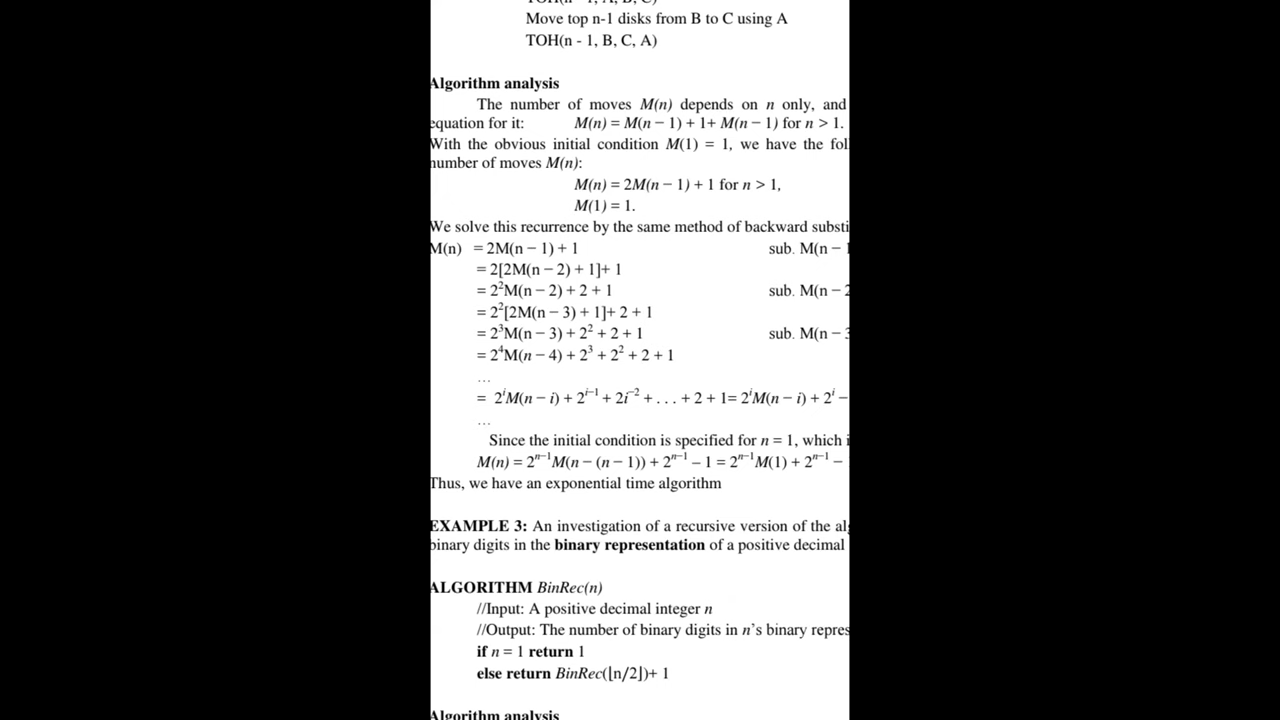 Move top n-1 disks from B to C using A
TOH(n - 1, B, C, A)
Algorithm analysis
The number of moves M(n) depends on n only, and
equation for it: M(n) = M(n − 1) + 1+ M(n − 1) for n > 1.
With the obvious initial condition M(1) = 1, we have the fol
number of moves M(n):
M(n) = 2M(n − 1) + 1 for n > 1,
M(1) = 1.
We solve this recurrence by the same method of backward substi
M(n) = 2M(n − 1) + 1 sub. M(n −
= 2[2M(n − 2) + 1]+ 1
= 2²M(n − 2) + 2 + 1 sub. M(n − 2
= 2²[2M(n − 3) + 1]+ 2 + 1
= 2³M(n − 3) + 2² + 2 + 1 sub. M(n − 3
= 2⁴M(n − 4) + 2³ + 2² + 2 + 1
…
= 2ⁱM(n − i) + 2ⁱ⁻¹ + 2i⁻² + . . . + 2 + 1= 2ⁱM(n − i) + 2ⁱ −
…
Since the initial condition is specified for n = 1, which i
M(n) = 2ⁿ⁻¹M(n − (n − 1)) + 2ⁿ⁻¹ – 1 = 2ⁿ⁻¹M(1) + 2ⁿ⁻¹ −
Thus, we have an exponential time algorithm
EXAMPLE 3: An investigation of a recursive version of the al
binary digits in the binary representation of a positive decimal
ALGORITHM BinRec(n)
//Input: A positive decimal integer n
//Output: The number of binary digits in n’s binary repres
if n = 1 return 1
else return BinRec(⌊n/2⌋)+ 1
Algorithm analysis